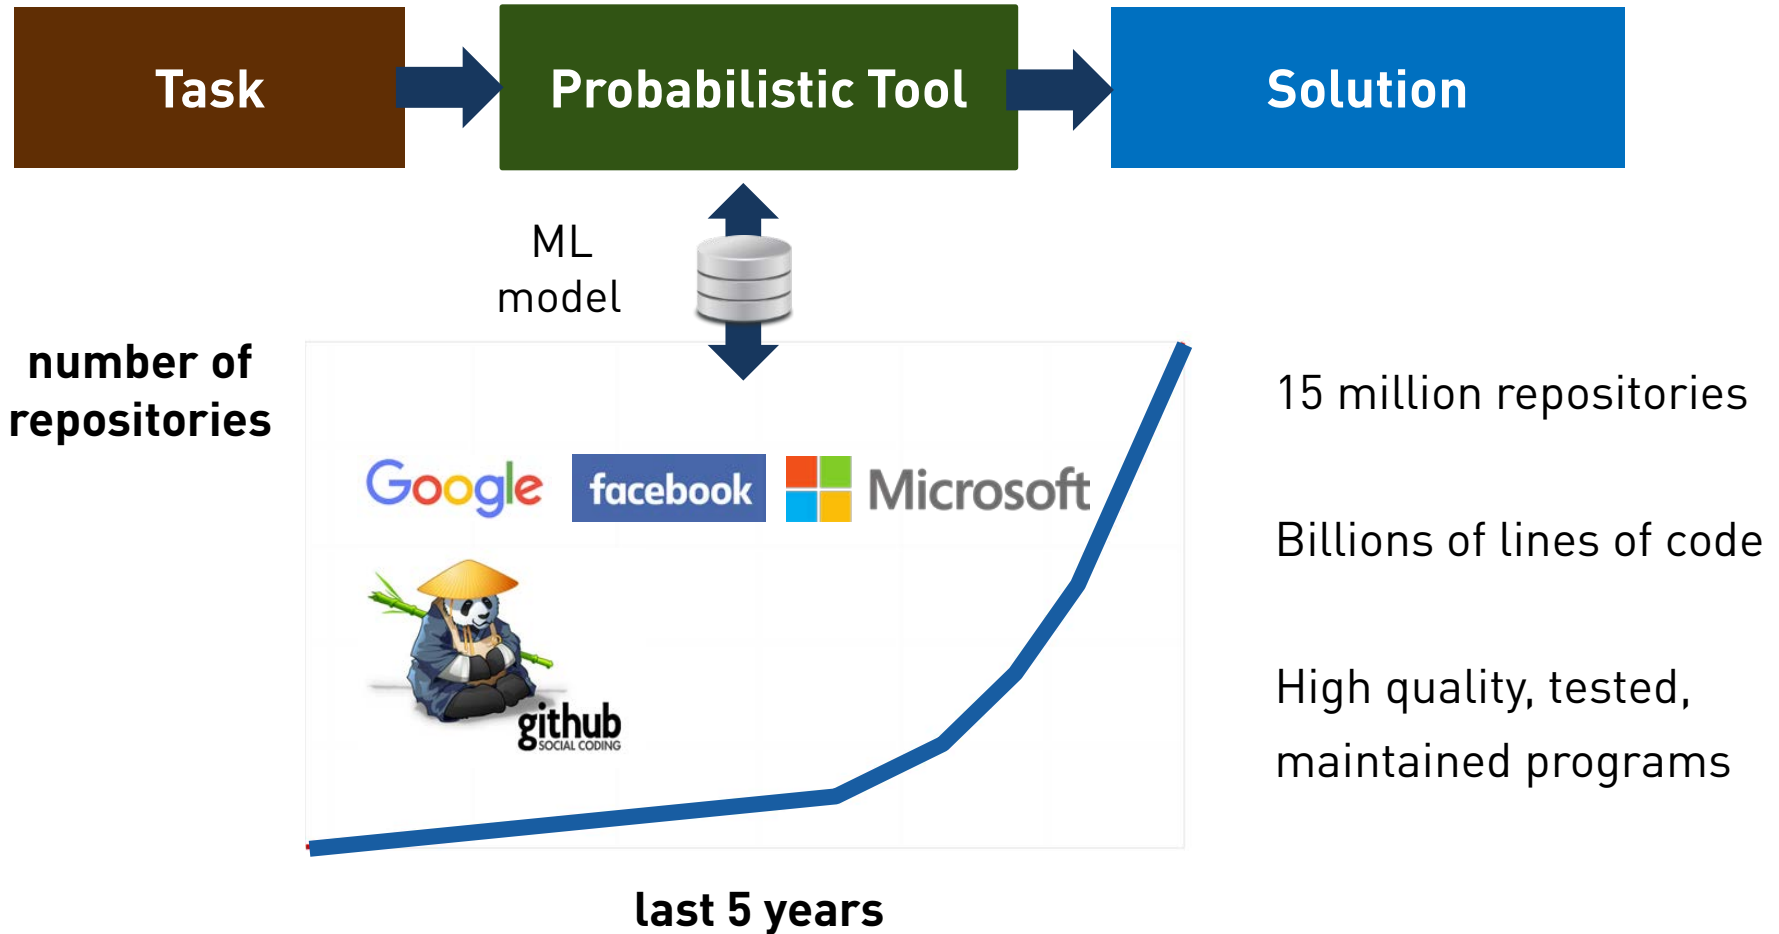 Task
Probabilistic Tool
Solution
ML
model
number of
repositories
Google
facebook
Microsoft
github
SOCIAL CODING
15 million repositories
Billions of lines of code
High quality, tested,
maintained programs
last 5 years